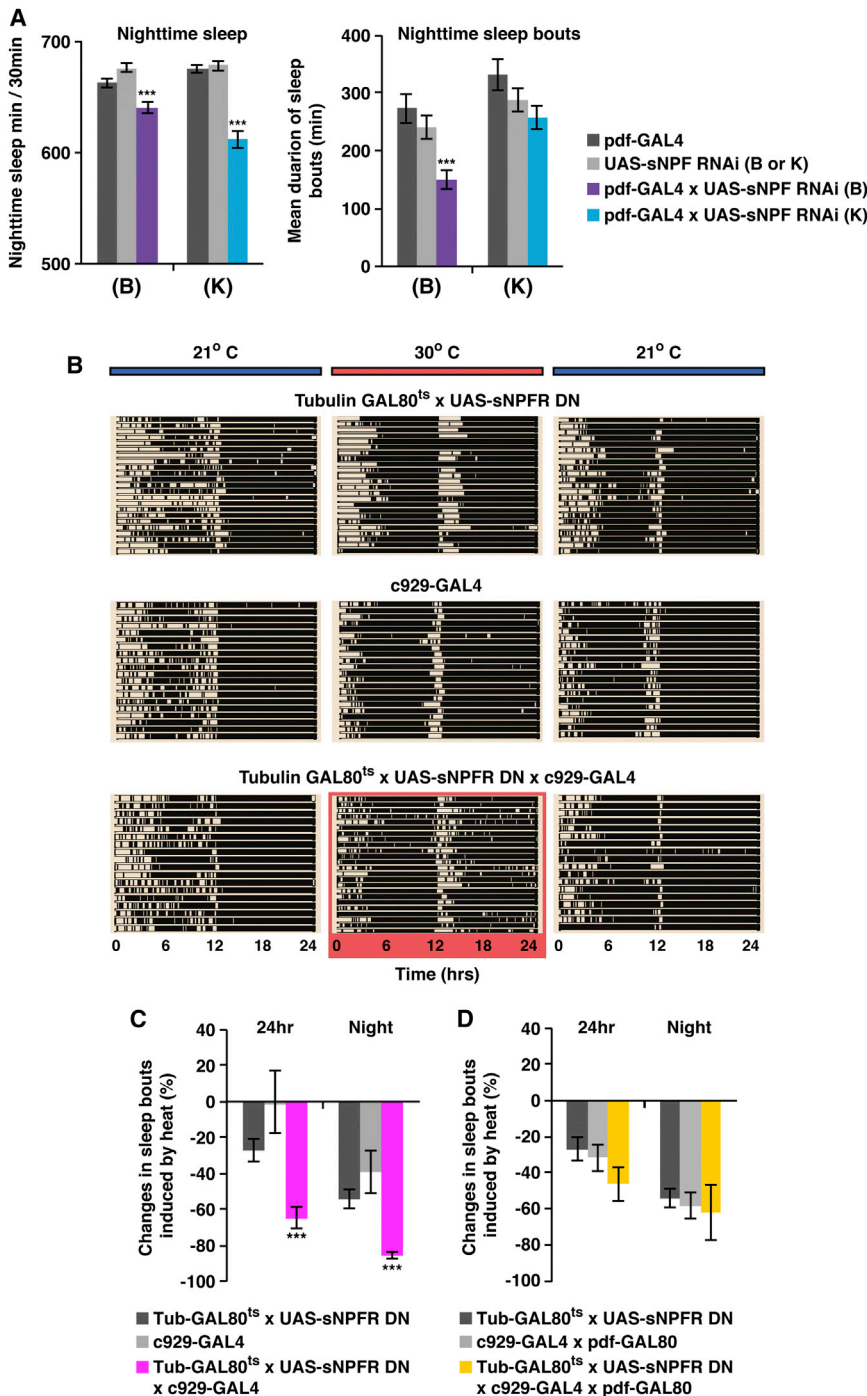 A
Nighttime sleep
Nighttime sleep min / 30min
700
600
500
***
***
(B)
(K)
Nighttime sleep bouts
Mean duarion of sleep
bouts (min)
400
300
200
100
0
***
(B)
(K)
pdf-GAL4
UAS-sNPF RNAi (B or K)
pdf-GAL4 x UAS-sNPF RNAi (B)
pdf-GAL4 x UAS-sNPF RNAi (K)
B
21° C
30° C
21° C
Tubulin GAL80ts x UAS-sNPFR DN
c929-GAL4
Tubulin GAL80ts x UAS-sNPFR DN x c929-GAL4
0 6 12 18 24
0 6 12 18 24
0 6 12 18 24
Time (hrs)
C
24hr
Night
Changes in sleep bouts
induced by heat (%)
40
20
0
-20
-40
-60
-80
-100
***
***
Tub-GAL80ts x UAS-sNPFR DN
c929-GAL4
Tub-GAL80ts x UAS-sNPFR DN
x c929-GAL4
D
24hr
Night
Changes in sleep bouts
induced by heat (%)
40
20
0
-20
-40
-60
-80
-100
Tub-GAL80ts x UAS-sNPFR DN
c929-GAL4 x pdf-GAL80
Tub-GAL80ts x UAS-sNPFR DN
x c929-GAL4 x pdf-GAL80